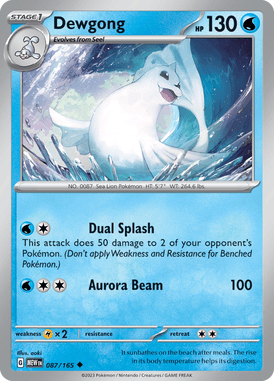 STAGE 1
Dewgong
HP 130
Evolves from Seel
NO. 0087 Sea Lion Pokémon HT: 5'7" WT: 264.6 lbs.
Dual Splash
This attack does 50 damage to 2 of your opponent's
Pokémon. (Don't apply Weakness and Resistance for Benched
Pokémon.)
Aurora Beam 100
weakness ×2 resistance retreat
Illus. aoki
G MEW EN 087/165
It sunbathes on the beach after meals. The rise
in its body temperature helps its digestion.
©2023 Pokémon / Nintendo / Creatures / GAME FREAK